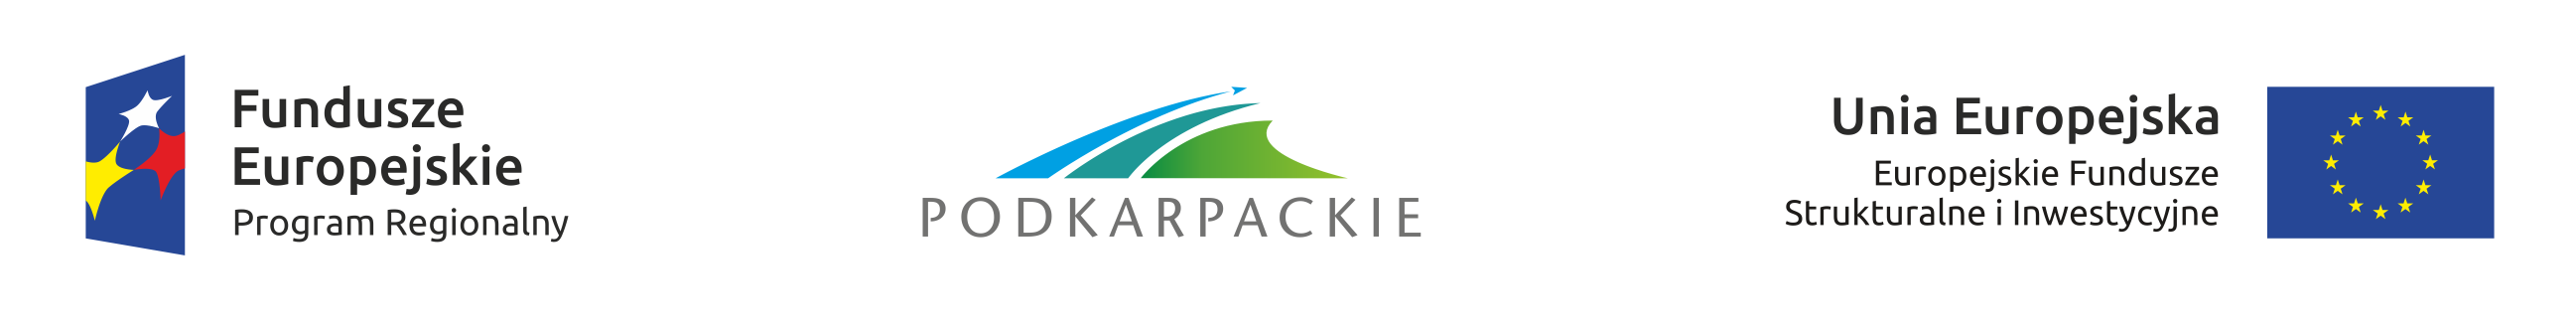 Fundusze
Europejskie
Program Regionalny
PODKARPACKIE
Unia Europejska
Europejskie Fundusze
Strukturalne i Inwestycyjne